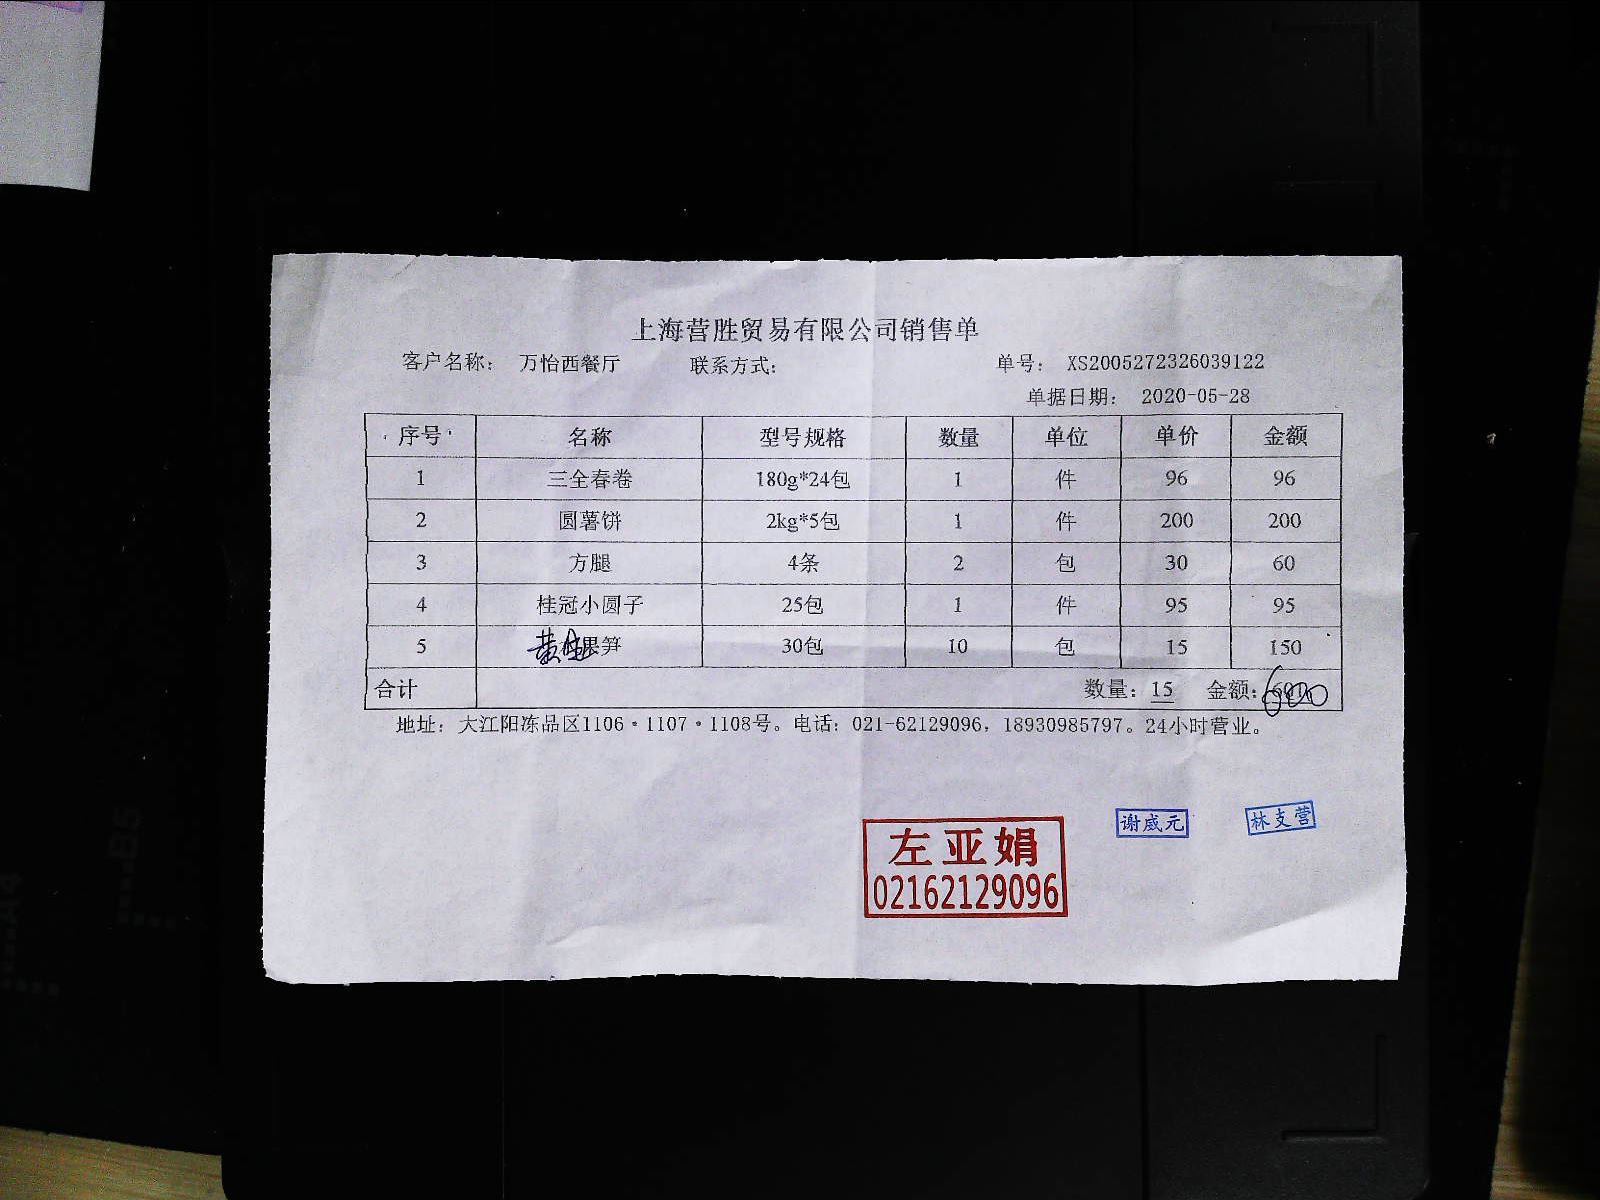 上海营胜贸易有限公司销售单
客户名称： 万怡西餐厅 联系方式： 单号： XS2005272326039122
单据日期： 2020-05-28
序号 名称 型号规格 数量 单位 单价 金额
1 三全春卷 180g*24包 1 件 96 96
2 圆薯饼 2kg*5包 1 件 200 200
3 方腿 4条 2 包 30 60
4 桂冠小圆子 25包 1 件 95 95
5 黄 果笋 30包 10 包 15 150
合计 数量：15 金额：600
地址：大江阳冻品区1106·1107·1108号。电话：021-62129096，18930985797。24小时营业。
左亚娟
02162129096
谢威元
林支营